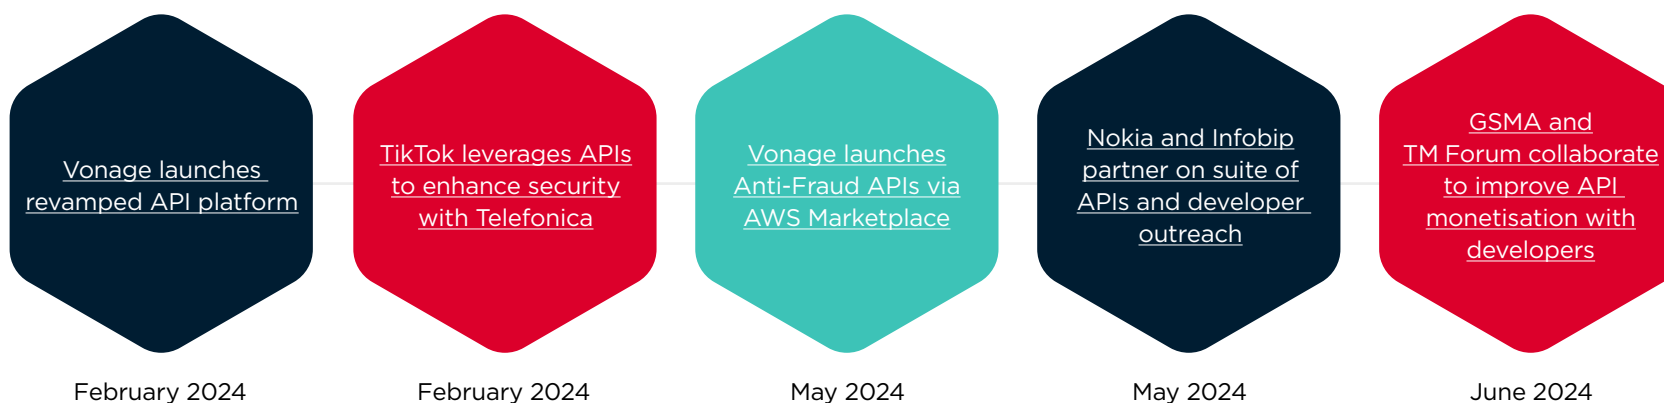 Vonage launches
revamped API platform
February 2024
TikTok leverages APIs
to enhance security
with Telefonica
February 2024
Vonage launches
Anti-Fraud APIs via
AWS Marketplace
May 2024
Nokia and Infobip
partner on suite of
APIs and developer
outreach
May 2024
GSMA and
TM Forum collaborate
to improve API
monetisation with
developers
June 2024